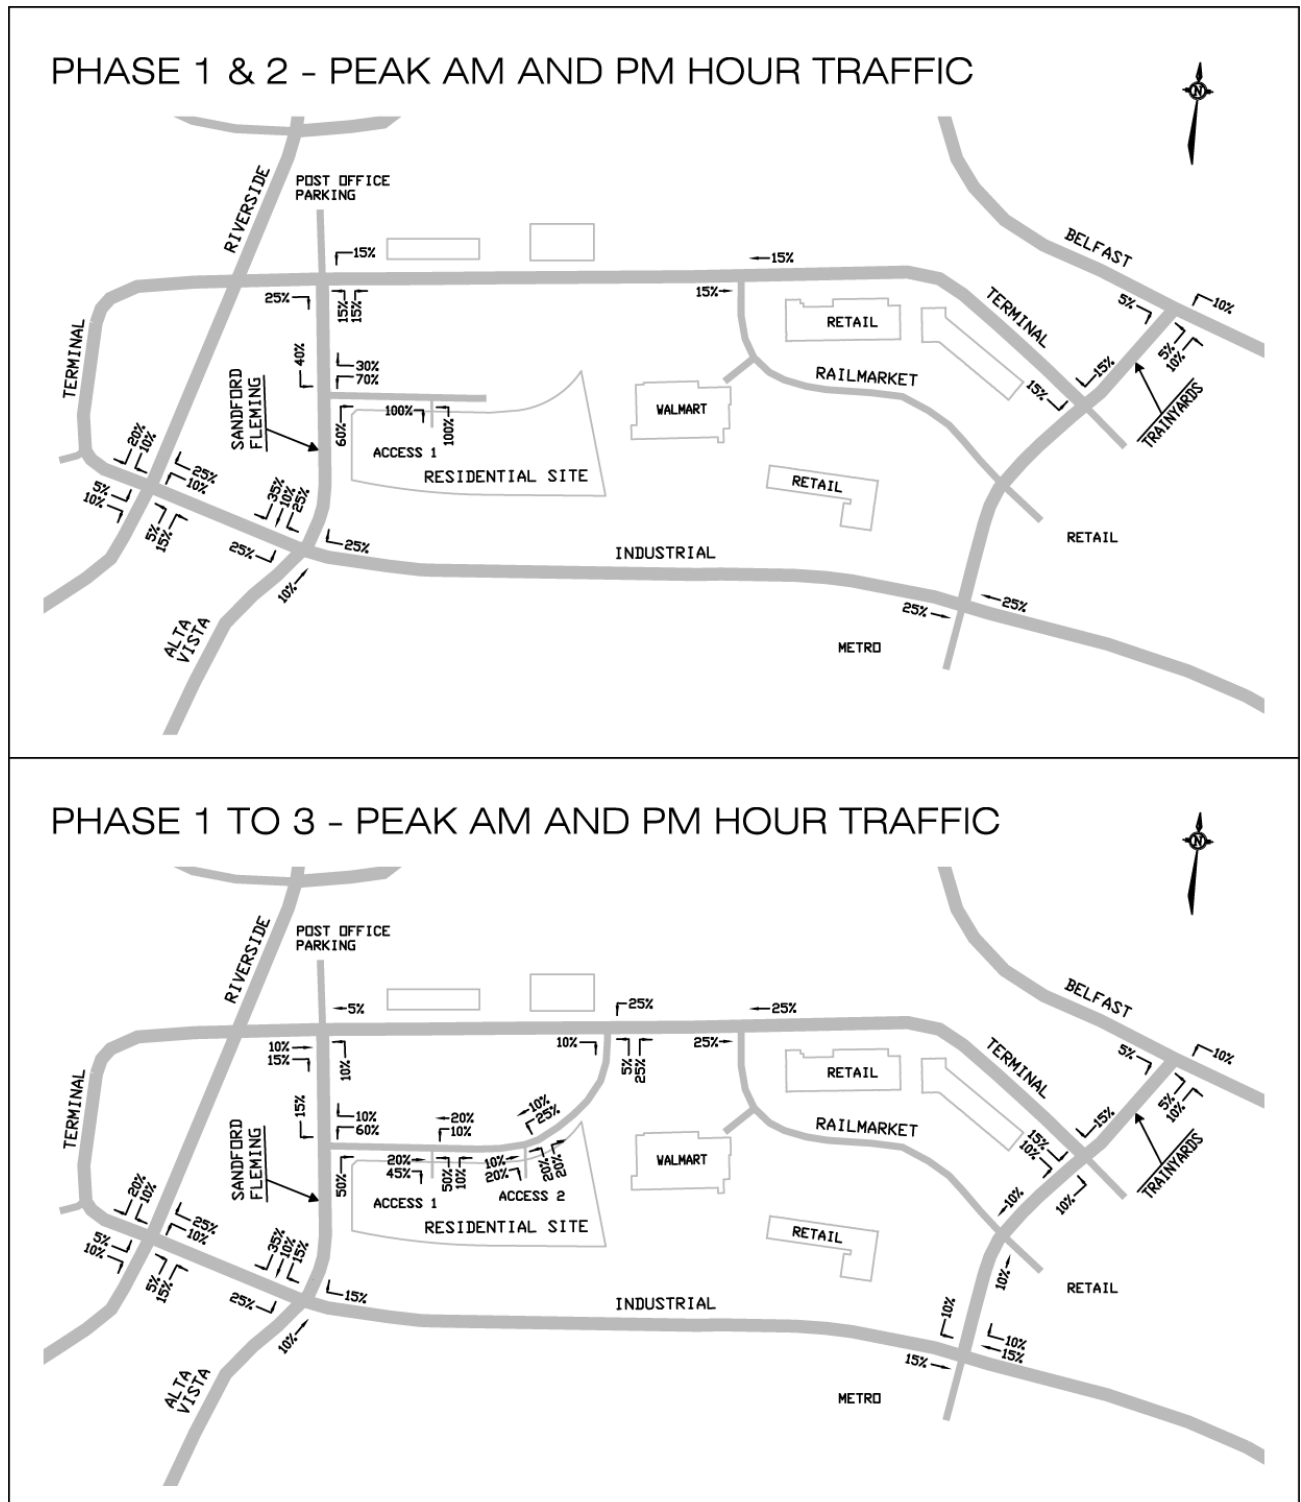 PHASE 1 & 2 - PEAK AM AND PM HOUR TRAFFIC
N
POST OFFICE
PARKING
RIVERSIDE
BELFAST
15%
15%
25%
15%
15%
15%
RETAIL
TERMINAL
5%
10%
5%
10%
TERMINAL
40%
30%
70%
RAILMARKET
15%
15%
TRAINYARDS
SANDFORD
FLEMING
60%
100%
100%
WALMART
ACCESS 1
RESIDENTIAL SITE
RETAIL
20%
10%
25%
10%
5%
10%
5%
15%
35%
10%
25%
25%
25%
10%
INDUSTRIAL
RETAIL
25%
25%
ALTA
VISTA
METRO
PHASE 1 TO 3 - PEAK AM AND PM HOUR TRAFFIC
N
POST OFFICE
PARKING
RIVERSIDE
BELFAST
5%
25%
25%
10%
15%
10%
10%
5%
25%
25%
RETAIL
TERMINAL
5%
10%
5%
10%
TERMINAL
15%
10%
60%
20%
10%
10%
25%
RAILMARKET
15%
15%
10%
10%
10%
TRAINYARDS
SANDFORD
FLEMING
50%
20%
45%
50%
10%
10%
20%
20%
20%
WALMART
ACCESS 1
ACCESS 2
RESIDENTIAL SITE
RETAIL
20%
10%
25%
10%
5%
10%
5%
15%
35%
10%
15%
25%
15%
10%
INDUSTRIAL
10%
RETAIL
10%
10%
15%
15%
ALTA
VISTA
METRO